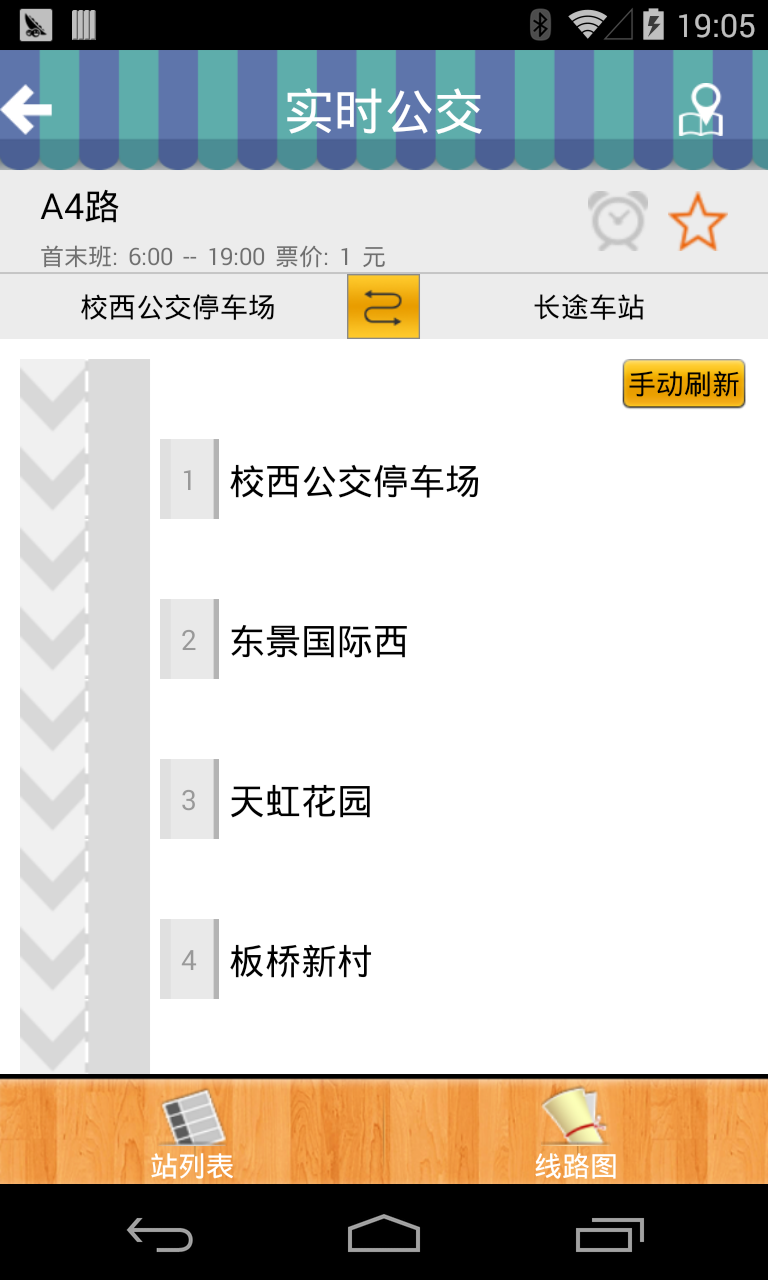 19:05
实时公交
A4路
首末班: 6:00 -- 19:00 票价: 1 元
校西公交停车场
长途车站
手动刷新
1 校西公交停车场
2 东景国际西
3 天虹花园
4 板桥新村
站列表
线路图